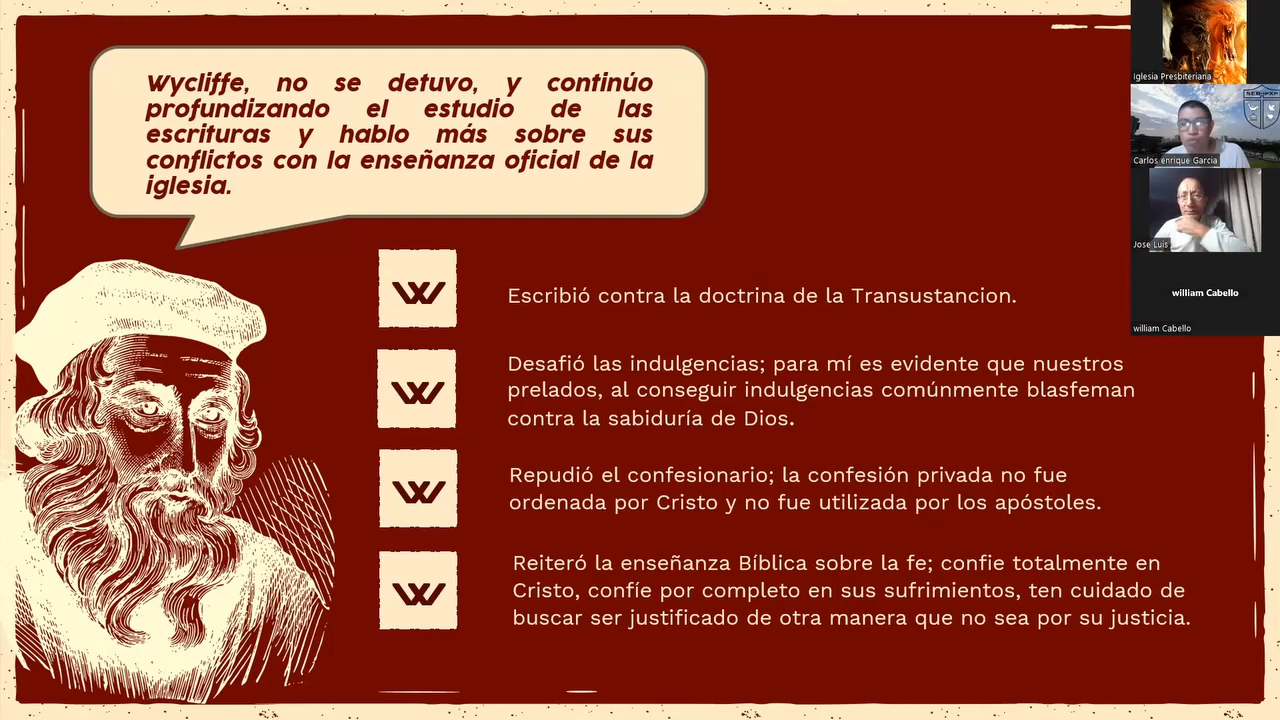 Wycliffe, no se detuvo, y continúo
profundizando el estudio de las
escrituras y hablo más sobre sus
conflictos con la enseñanza oficial de la
iglesia.
W
Escribió contra la doctrina de la Transustancion.
W
Desafió las indulgencias; para mí es evidente que nuestros
prelados, al conseguir indulgencias comúnmente blasfeman
contra la sabiduría de Dios.
W
Repudió el confesionario; la confesión privada no fue
ordenada por Cristo y no fue utilizada por los apóstoles.
W
Reiteró la enseñanza Bíblica sobre la fe; confie totalmente en
Cristo, confíe por completo en sus sufrimientos, ten cuidado de
buscar ser justificado de otra manera que no sea por su justicia.
Iglesia Presbiteriana
Carlos enrique Garcia
Jose Luis
william Cabello
william Cabello